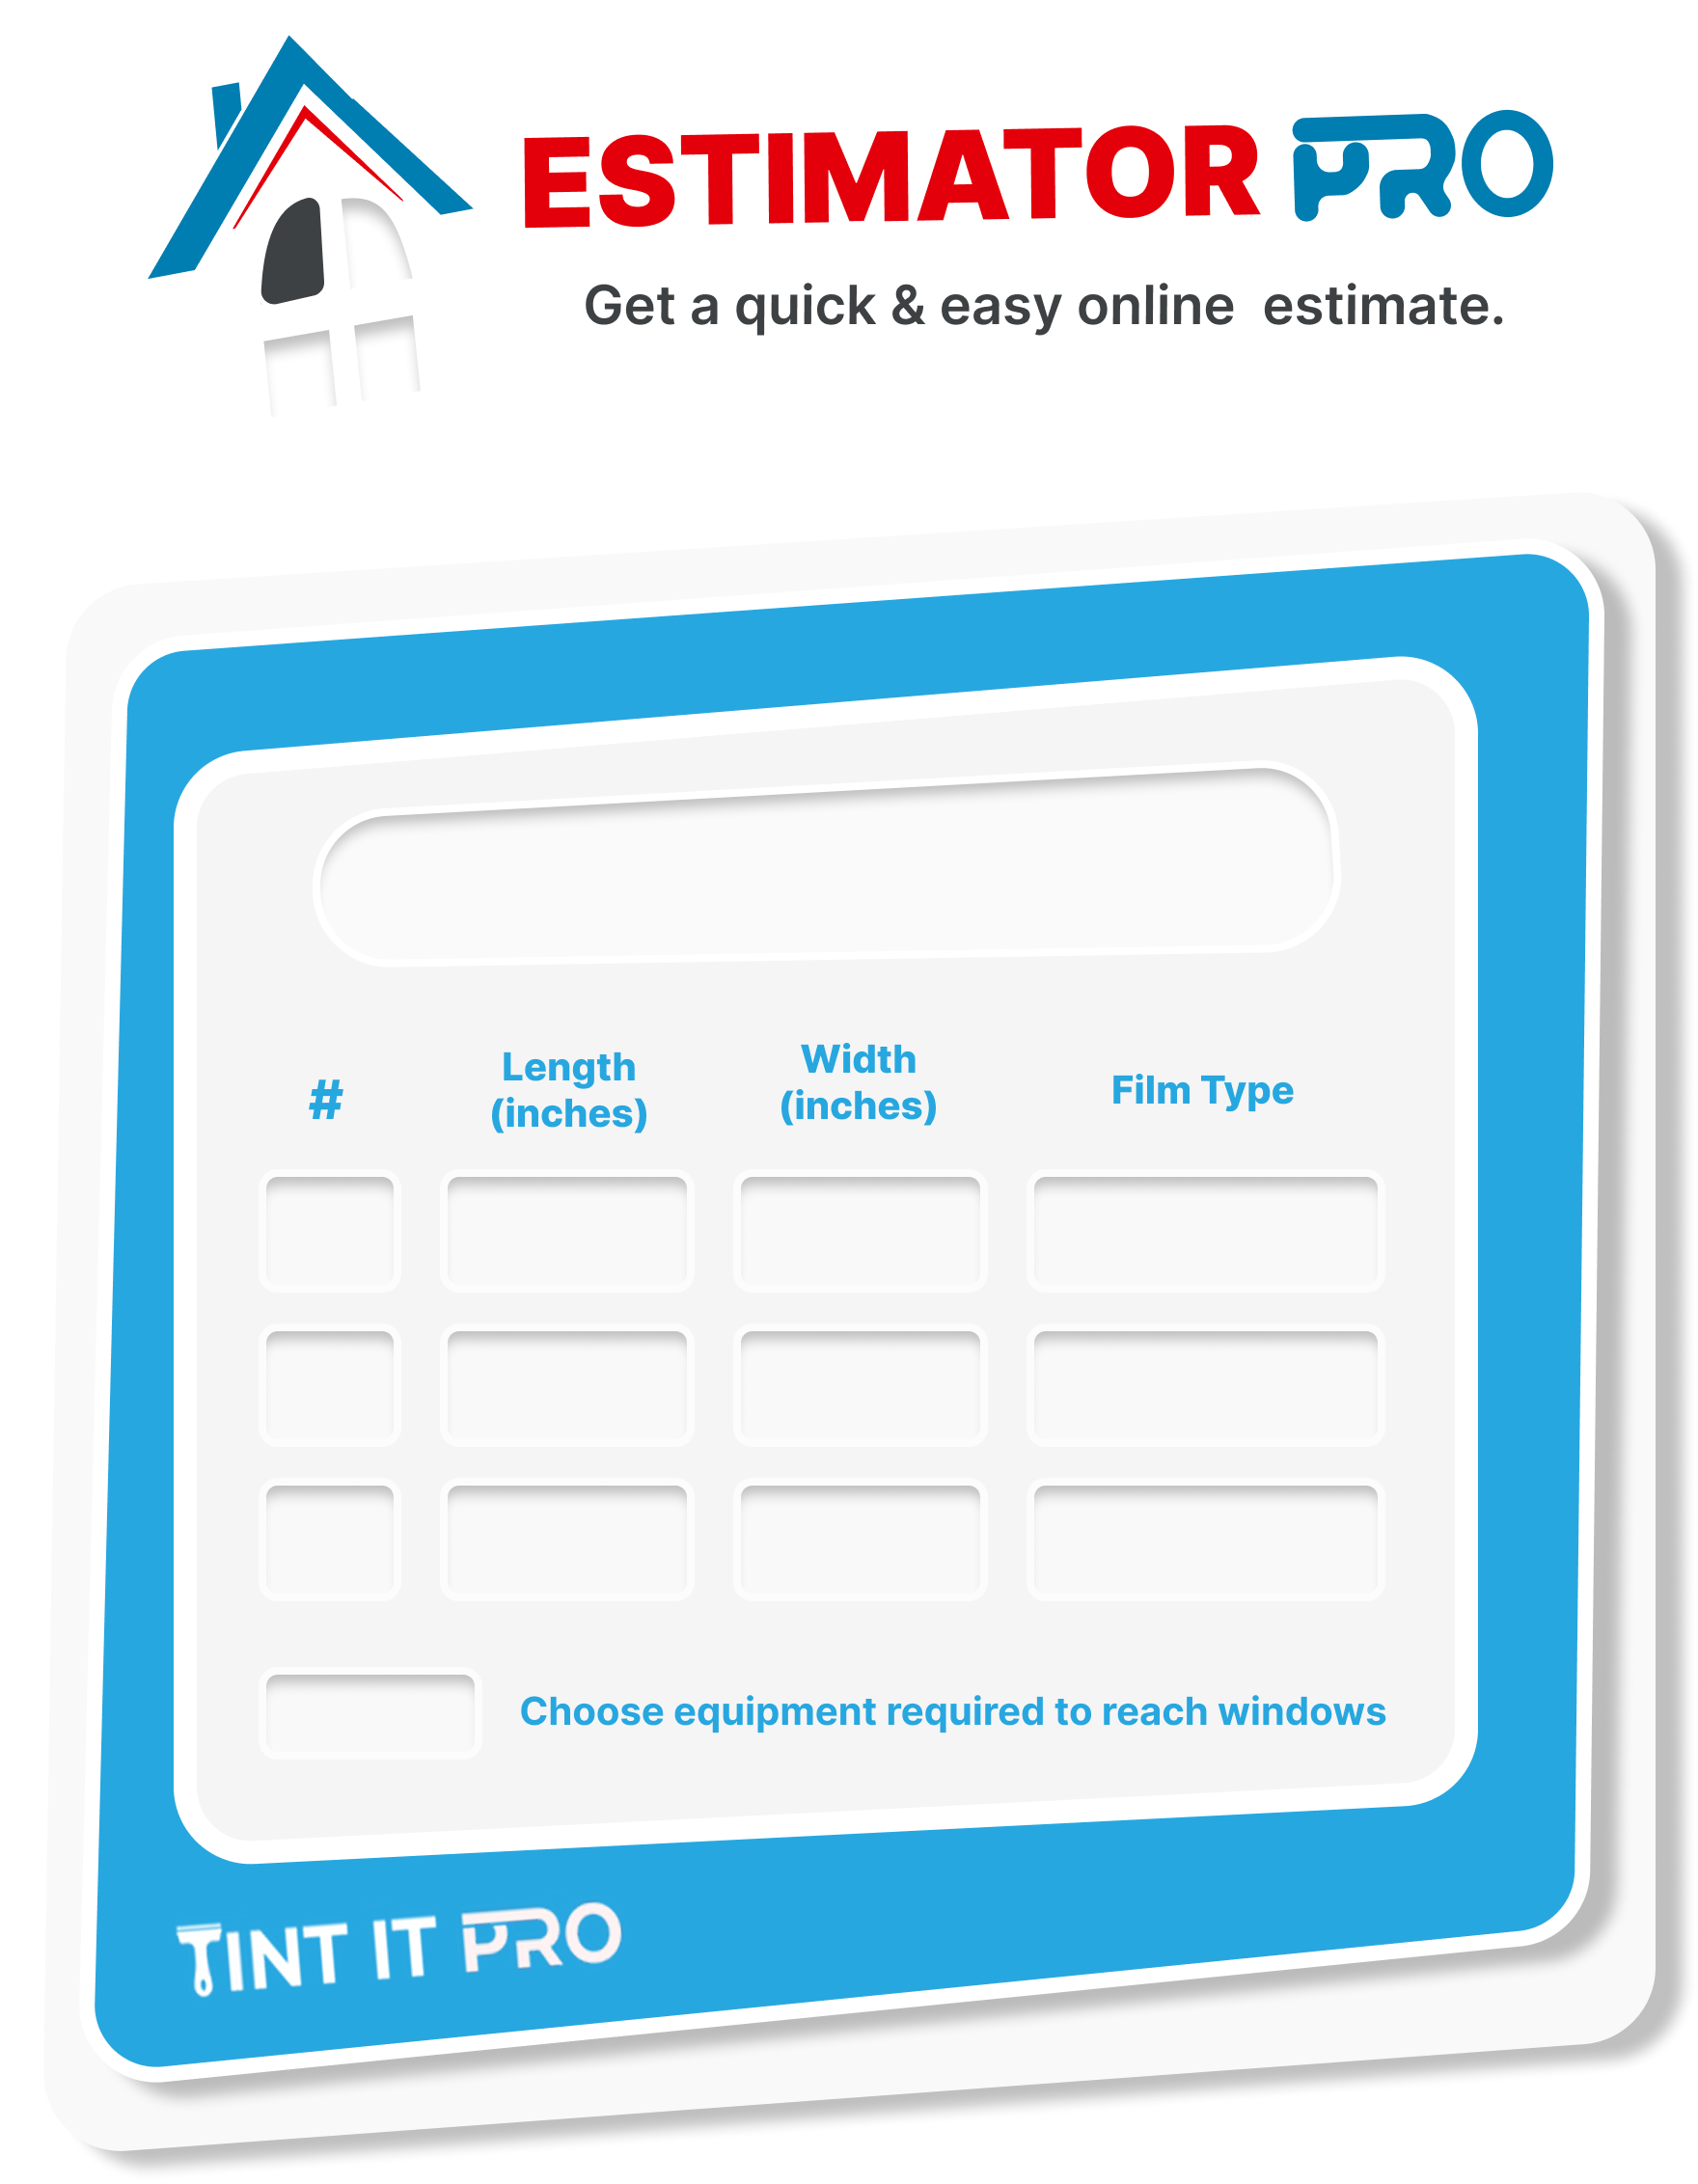 ESTIMATOR PRO
Get a quick & easy online estimate.
#
Length
(inches)
Width
(inches)
Film Type
Choose equipment required to reach windows
TINT IT PRO